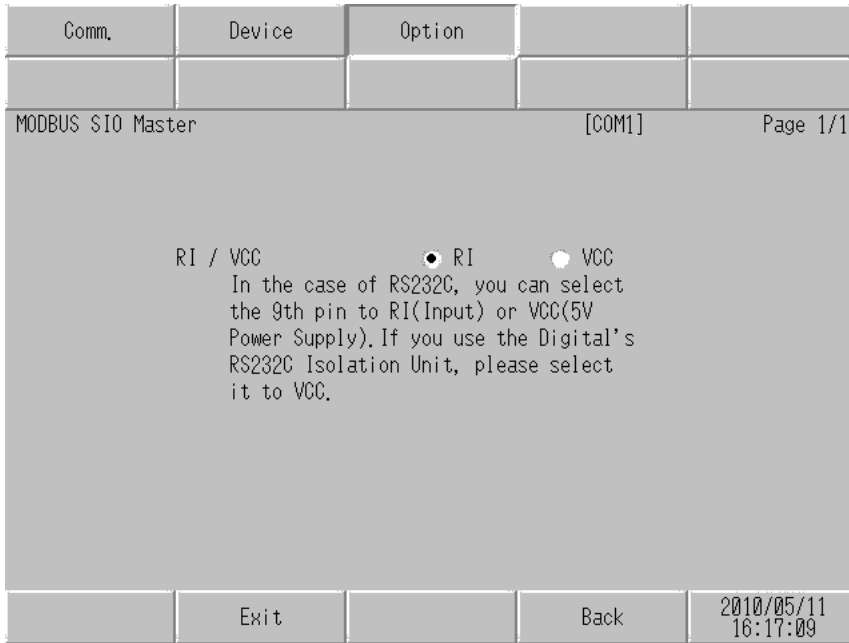 Comm. Device Option
MODBUS SIO Master [COM1] Page 1/1
RI / VCC RI VCC
In the case of RS232C, you can select
the 9th pin to RI(Input) or VCC(5V
Power Supply).If you use the Digital's
RS232C Isolation Unit, please select
it to VCC.
Exit Back 2010/05/11
16:17:09